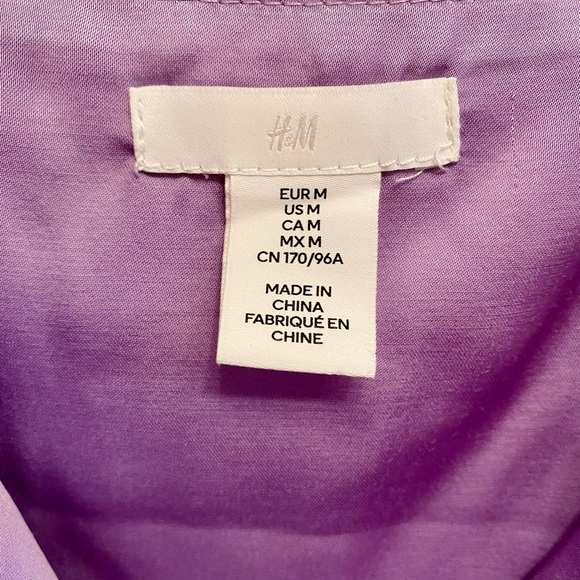 H&M
EUR M
US M
CA M
MX M
CN 170/96A
MADE IN
CHINA
FABRIQUÉ EN
CHINE